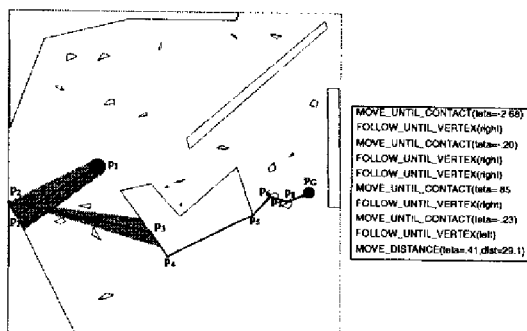 P1
P2
P3
P4
P5
P6
P8
PG
MOVE_UNTIL_CONTACT(teta=-2.68)
FOLLOW_UNTIL_VERTEX(right)
MOVE_UNTIL_CONTACT(teta=-.20)
FOLLOW_UNTIL_VERTEX(right)
FOLLOW_UNTIL_VERTEX(right)
MOVE_UNTIL_CONTACT(teta=.85
FOLLOW_UNTIL_VERTEX(right)
MOVE_UNTIL_CONTACT(teta=-.23)
FOLLOW_UNTIL_VERTEX(left)
MOVE_DISTANCE(teta=.41,dist=29.1)